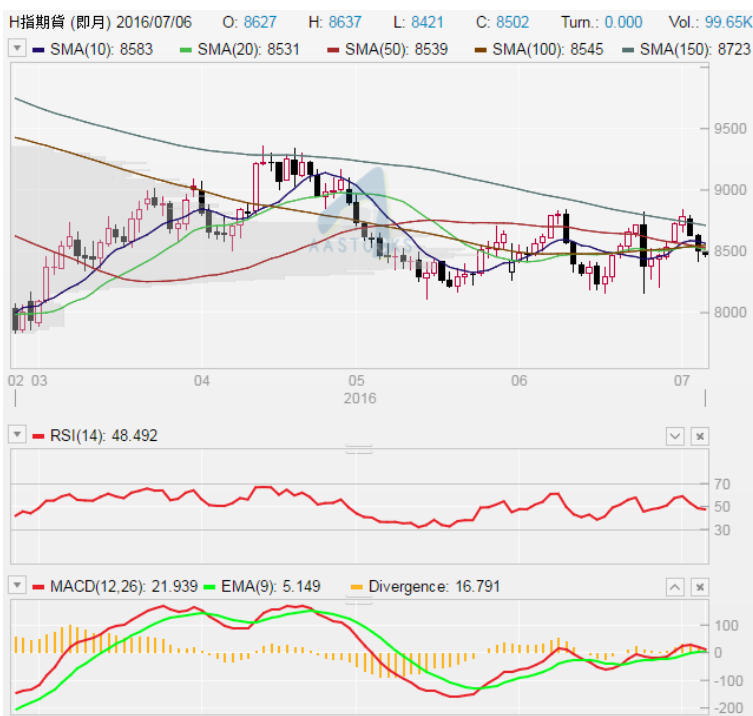 H指期貨 (即月) 2016/07/06 O: 8627 H: 8637 L: 8421 C: 8502 Turn.: 0.000 Vol.: 99.65K
SMA(10): 8583 SMA(20): 8531 SMA(50): 8539 SMA(100): 8545 SMA(150): 8723
9500
9000
AASTOCKS
8500
8000
02 03 04 05 06 07
2016
RSI(14): 48.492
70
50
30
MACD(12,26): 21.939 EMA(9): 5.149 Divergence: 16.791
100
0
-100
-200